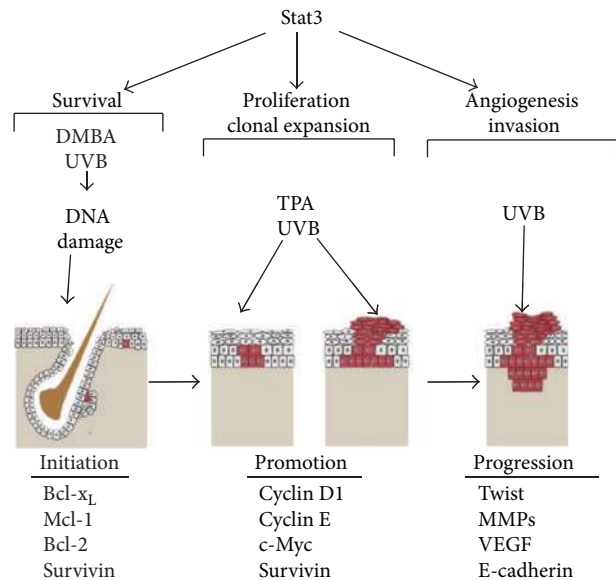 Stat3
Survival
Proliferation
clonal expansion
Angiogenesis
invasion
DMBA
UVB
DNA
damage
TPA
UVB
UVB
Initiation
Bcl-xL
Mcl-1
Bcl-2
Survivin
Promotion
Cyclin D1
Cyclin E
c-Myc
Survivin
Progression
Twist
MMPs
VEGF
E-cadherin